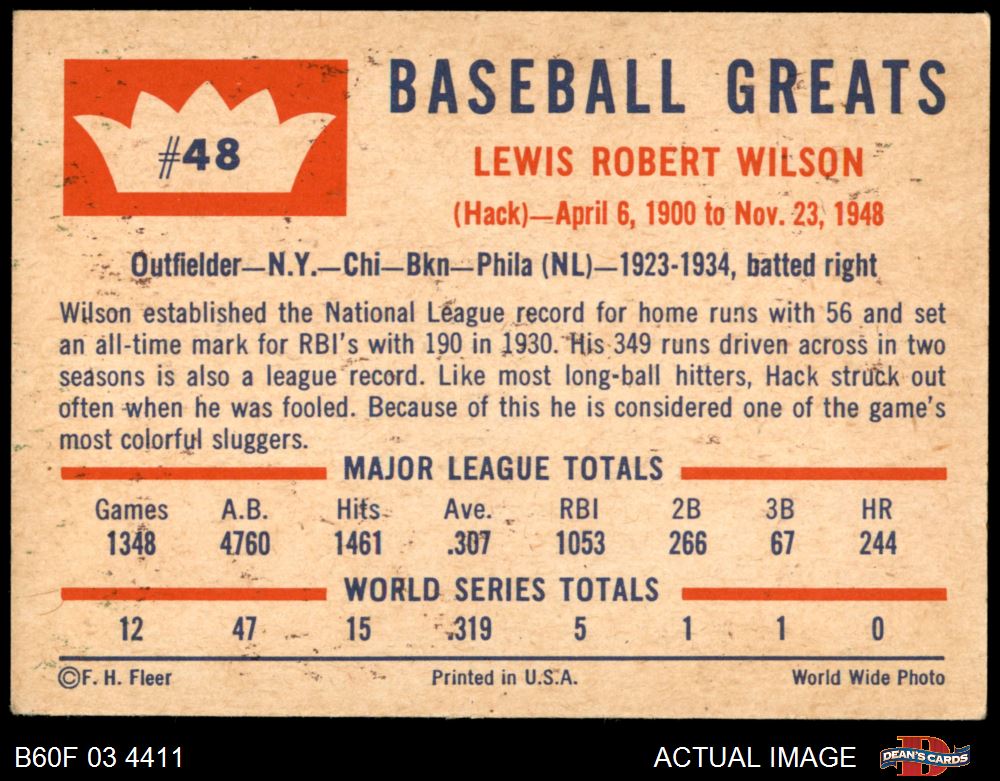 #48
BASEBALL GREATS
LEWIS ROBERT WILSON
(Hack)—April 6, 1900 to Nov. 23, 1948
Outfielder—N.Y.—Chi—Bkn—Phila (NL)—1923-1934, batted right
Wilson established the National League record for home runs with 56 and set
an all-time mark for RBI's with 190 in 1930. His 349 runs driven across in two
seasons is also a league record. Like most long-ball hitters, Hack struck out
often when he was fooled. Because of this he is considered one of the game's
most colorful sluggers.
MAJOR LEAGUE TOTALS
Games A.B. Hits Ave. RBI 2B 3B HR
1348 4760 1461 .307 1053 266 67 244
WORLD SERIES TOTALS
12 47 15 .319 5 1 1 0
©F. H. Fleer Printed in U.S.A. World Wide Photo
B60F 03 4411 ACTUAL IMAGE DEAN'S CARDS